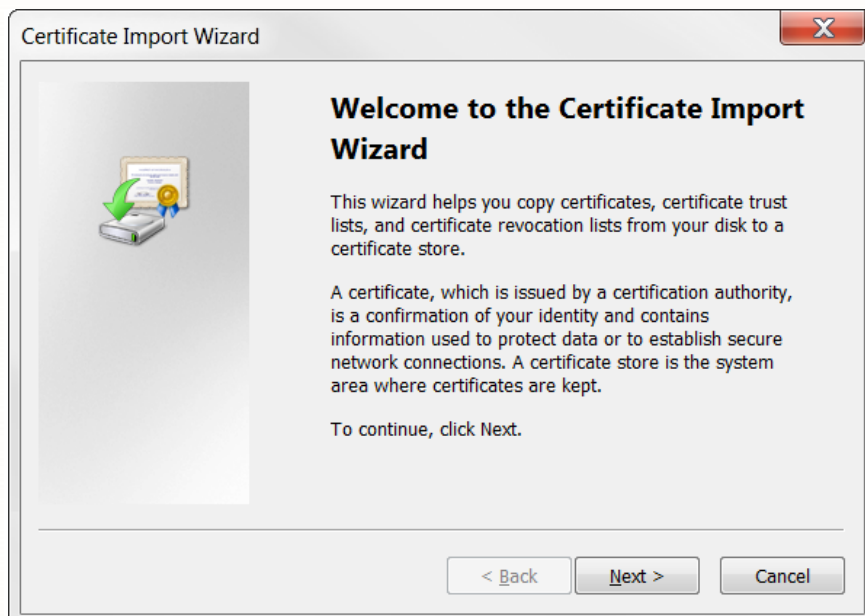 Certificate Import Wizard
Welcome to the Certificate Import
Wizard
This wizard helps you copy certificates, certificate trust
lists, and certificate revocation lists from your disk to a
certificate store.
A certificate, which is issued by a certification authority,
is a confirmation of your identity and contains
information used to protect data or to establish secure
network connections. A certificate store is the system
area where certificates are kept.
To continue, click Next.
< Back
Next >
Cancel